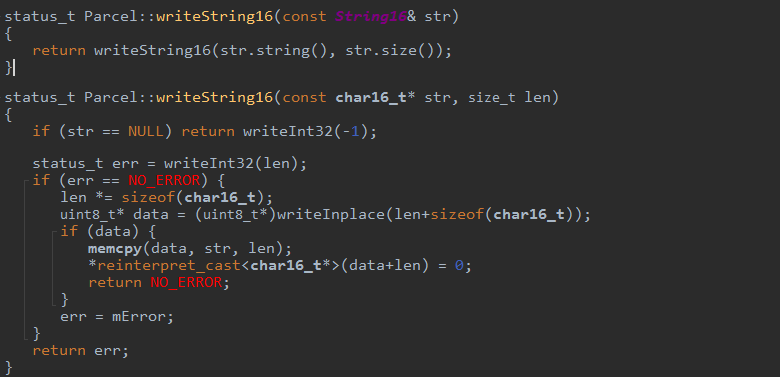 status_t Parcel::writeString16(const String16& str)
{
    return writeString16(str.string(), str.size());
}

status_t Parcel::writeString16(const char16_t* str, size_t len)
{
    if (str == NULL) return writeInt32(-1);

    status_t err = writeInt32(len);
    if (err == NO_ERROR) {
        len *= sizeof(char16_t);
        uint8_t* data = (uint8_t*)writeInplace(len+sizeof(char16_t));
        if (data) {
            memcpy(data, str, len);
            *reinterpret_cast<char16_t*>(data+len) = 0;
            return NO_ERROR;
        }
        err = mError;
    }
    return err;
}